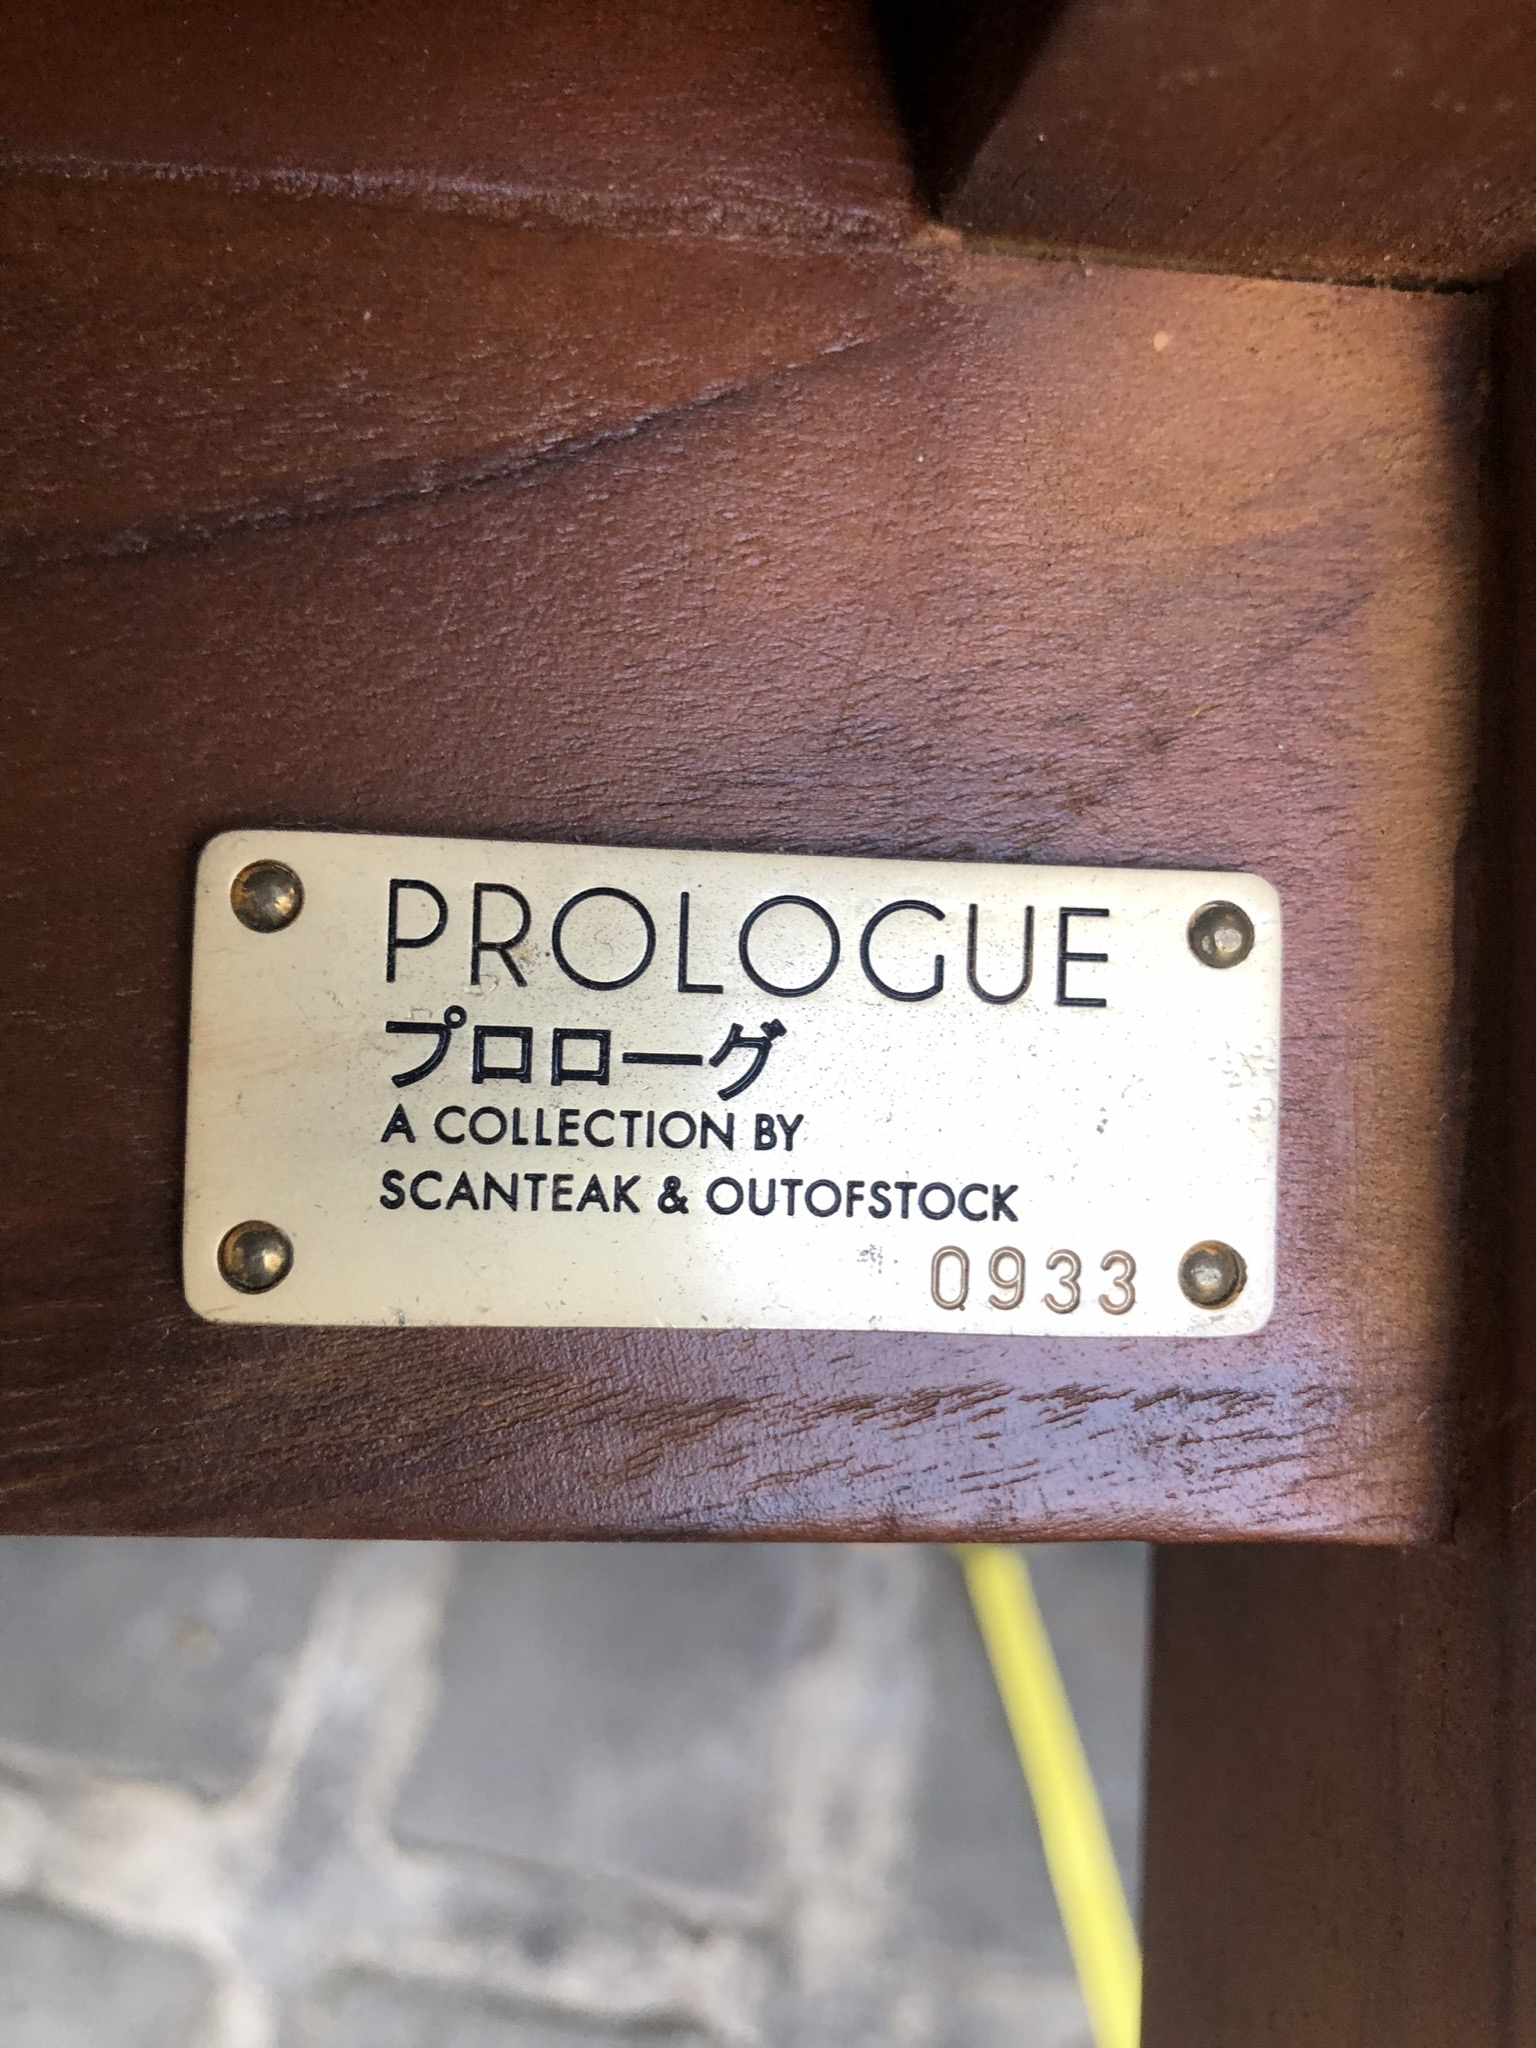 PROLOGUE
プロローグ
A COLLECTION BY
SCANTEAK & OUTOFSTOCK
0933